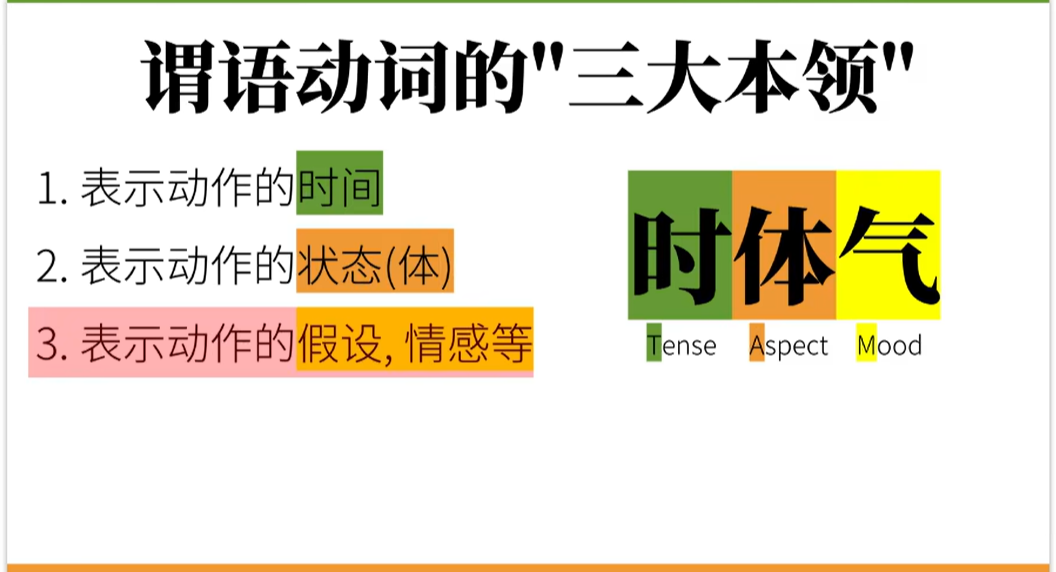 谓语动词的"三大本领"
1. 表示动作的时间
2. 表示动作的状态(体)
3. 表示动作的假设, 情感等
时体气
Tense Aspect Mood